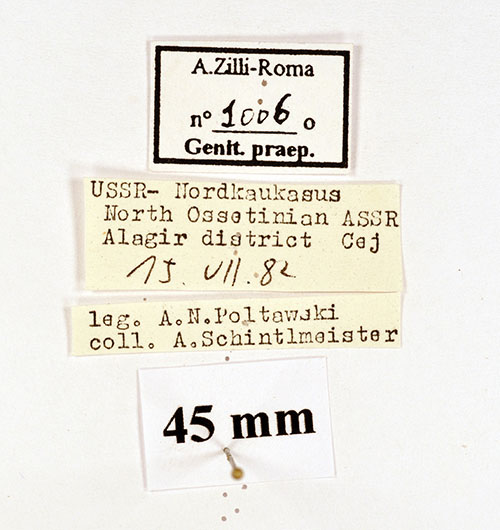 A.Zilli-Roma
n° 1006 o
Genit. praep.
USSR- Nordkaukasus
North Ossetinian ASSR
Alagir district Cej
15. VII. 82
leg. A.N.Poltawski
coll. A.Schintlmeister
45 mm